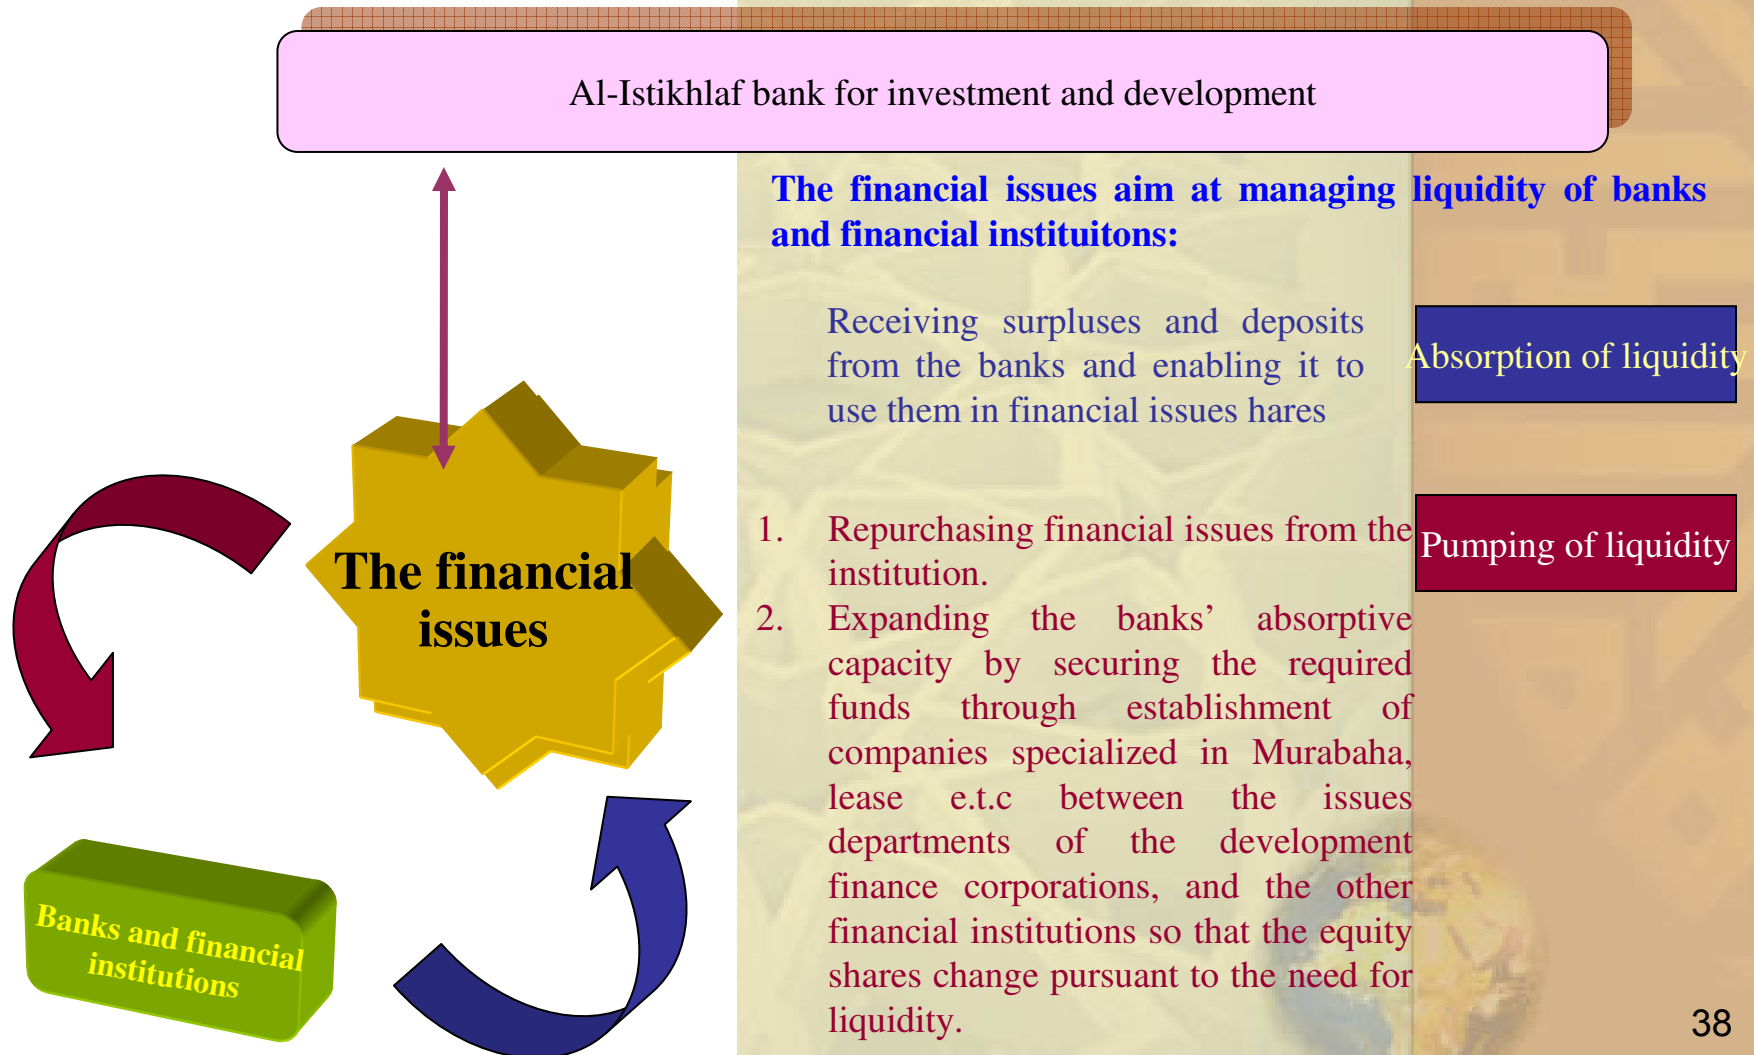 Al-Istikhlaf bank for investment and development
The financial issues aim at managing liquidity of banks
and financial instituitons:
Receiving surpluses and deposits
from the banks and enabling it to
use them in financial issues hares
Absorption of liquidity
1. Repurchasing financial issues from the
institution.
2. Expanding the banks’ absorptive
capacity by securing the required
funds through establishment of
companies specialized in Murabaha,
lease e.t.c between the issues
departments of the development
finance corporations, and the other
financial institutions so that the equity
shares change pursuant to the need for
liquidity.
Pumping of liquidity
The financial
issues
Banks and financial
institutions
38